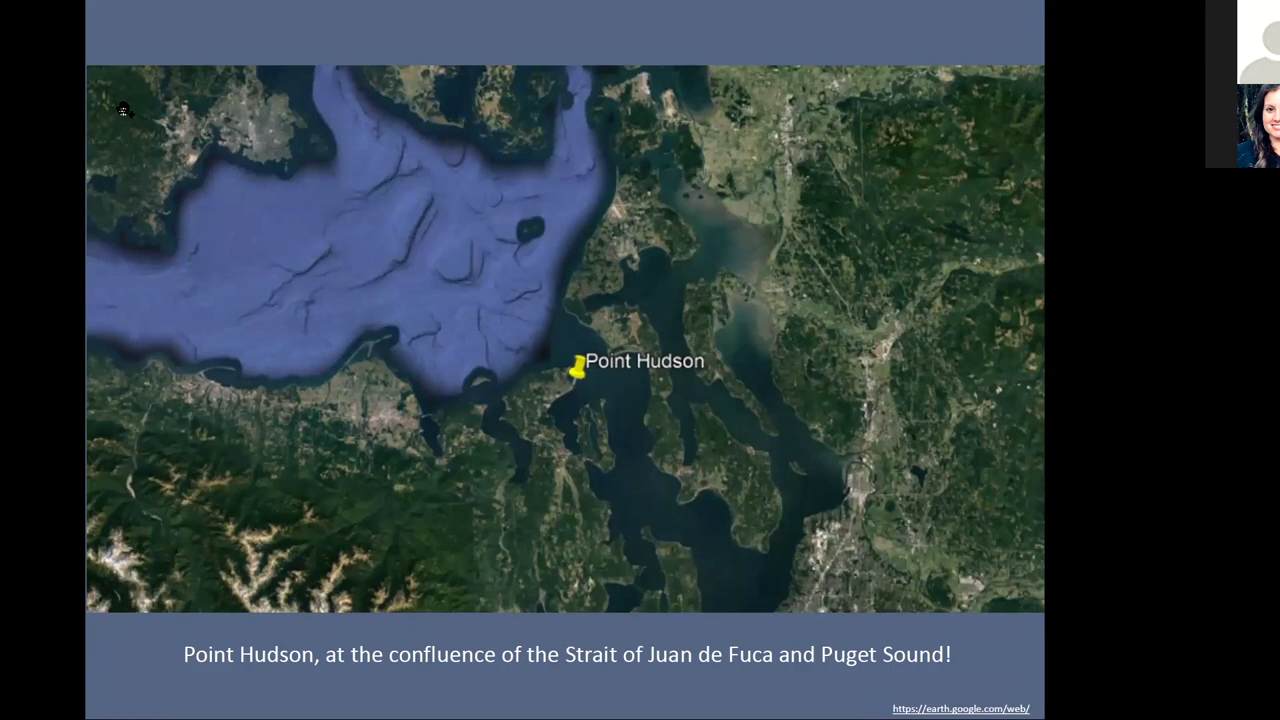 Point Hudson
Point Hudson, at the confluence of the Strait of Juan de Fuca and Puget Sound!
https://earth.google.com/web/